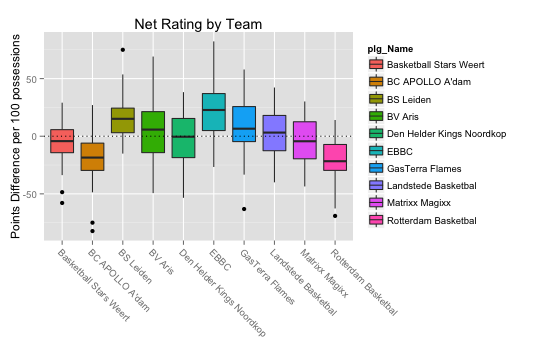 Net Rating by Team
Points Difference per 100 possessions
50
0
-50
Basketball Stars Weert
BC APOLLO A'dam
BS Leiden
BV Aris
Den Helder Kings Noordkop
EBBC
GasTerra Flames
Landstede Basketbal
Matrixx Magixx
Rotterdam Basketbal
plg_Name
Basketball Stars Weert
BC APOLLO A'dam
BS Leiden
BV Aris
Den Helder Kings Noordkop
EBBC
GasTerra Flames
Landstede Basketbal
Matrixx Magixx
Rotterdam Basketbal